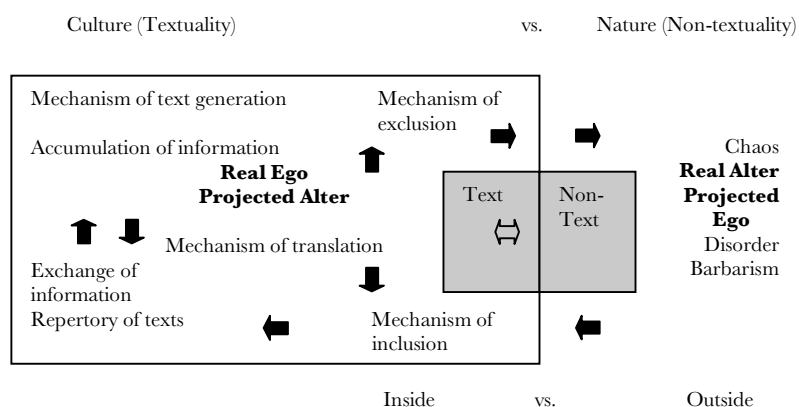 Culture (Textuality) vs. Nature (Non-textuality)
Mechanism of text generation
Mechanism of
exclusion
Accumulation of information
Real Ego
Projected Alter
Text
Non-
Text
Chaos
Real Alter
Projected
Ego
Disorder
Barbarism
Mechanism of translation
Exchange of
information
Repertory of texts
Mechanism of
inclusion
Inside vs. Outside